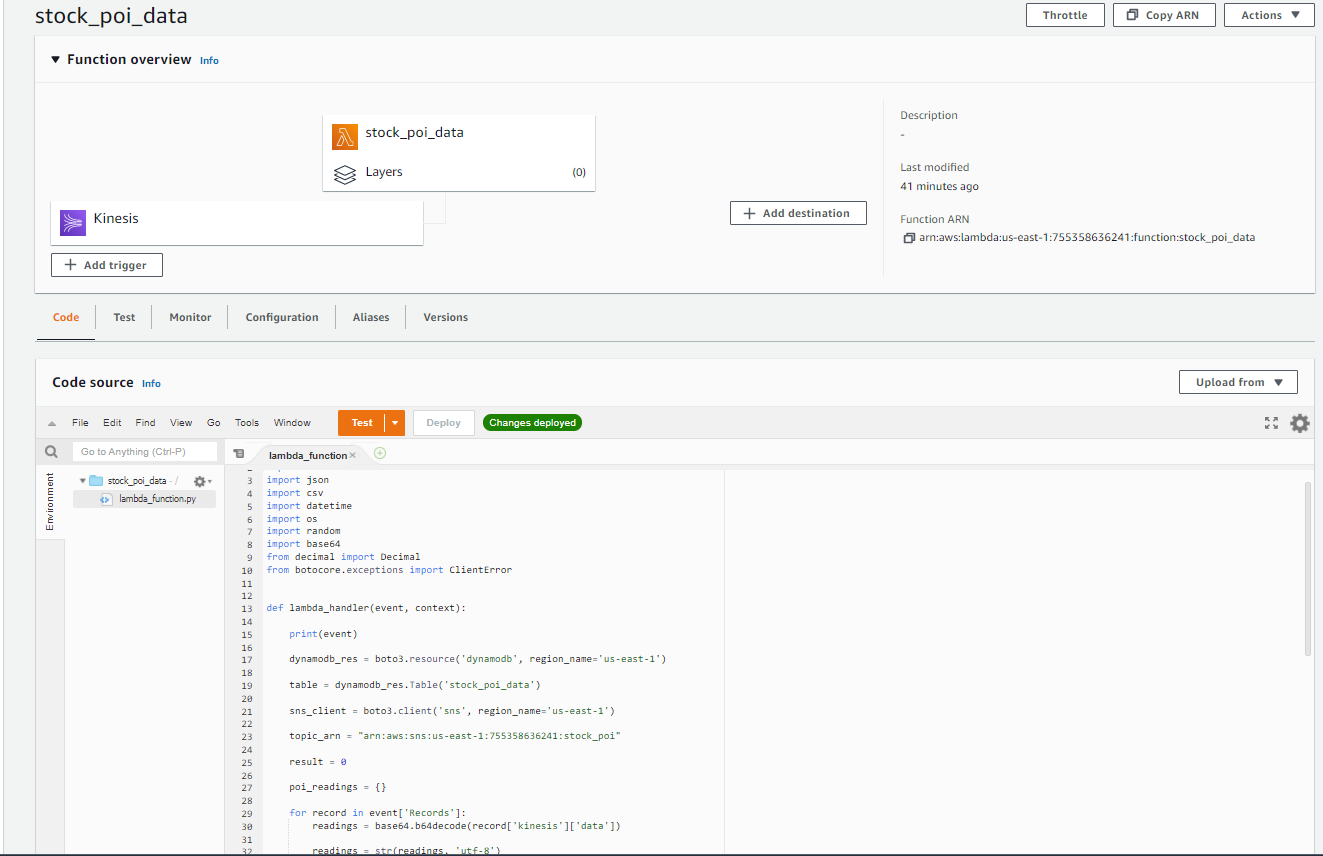 stock_poi_data
Throttle
Copy ARN
Actions
Function overview Info
stock_poi_data
Layers (0)
Kinesis
Add trigger
Add destination
Description
-
Last modified
41 minutes ago
Function ARN
arn:aws:lambda:us-east-1:755358636241:function:stock_poi_data
Code Test Monitor Configuration Aliases Versions
Code source Info
Upload from
File Edit Find View Go Tools Window Test Deploy Changes deployed
Go to Anything (Ctrl-P)
Environment
stock_poi_data - /
lambda_function.py
lambda_function
3 import json
4 import csv
5 import datetime
6 import os
7 import random
8 import base64
9 from decimal import Decimal
10 from botocore.exceptions import ClientError
11
12
13 def lambda_handler(event, context):
14
15 print(event)
16
17 dynamodb_res = boto3.resource('dynamodb', region_name='us-east-1')
18
19 table = dynamodb_res.Table('stock_poi_data')
20
21 sns_client = boto3.client('sns', region_name='us-east-1')
22
23 topic_arn = "arn:aws:sns:us-east-1:755358636241:stock_poi"
24
25 result = 0
26
27 poi_readings = {}
28
29 for record in event['Records']:
30 readings = base64.b64decode(record['kinesis']['data'])
31
32 readings = str(readings, 'utf-8')